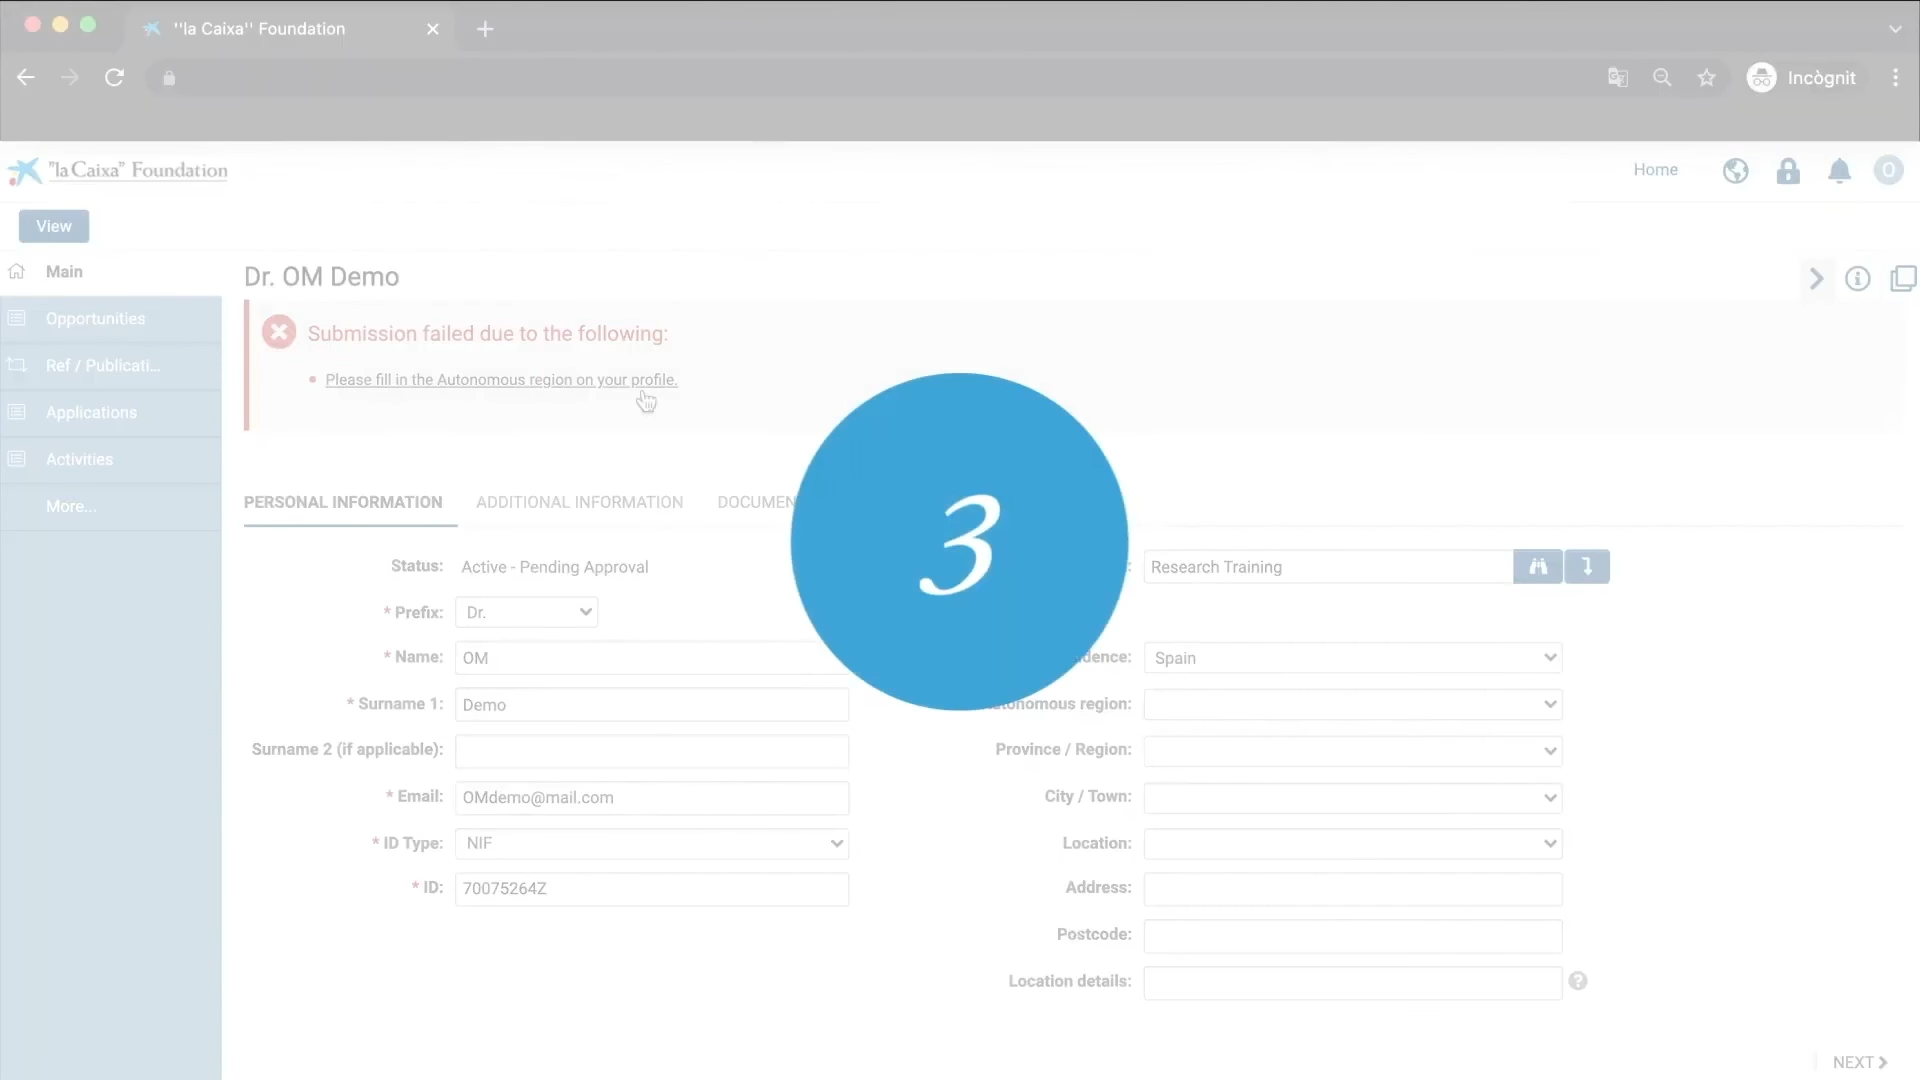 ''la Caixa'' Foundation
Incògnit
"la Caixa" Foundation
Home
O
View
Main
Opportunities
Ref / Publicati...
Applications
Activities
More...
Dr. OM Demo
Submission failed due to the following:
Please fill in the Autonomous region on your profile.
PERSONAL INFORMATION
ADDITIONAL INFORMATION
DOCUMEN
3
Status: Active - Pending Approval
: Research Training
* Prefix: Dr.
* Name: OM
dence: Spain
* Surname 1: Demo
tonomous region:
Surname 2 (if applicable):
Province / Region:
* Email: OMdemo@mail.com
City / Town:
* ID Type: NIF
Location:
* ID: 70075264Z
Address:
Postcode:
Location details:
?
NEXT